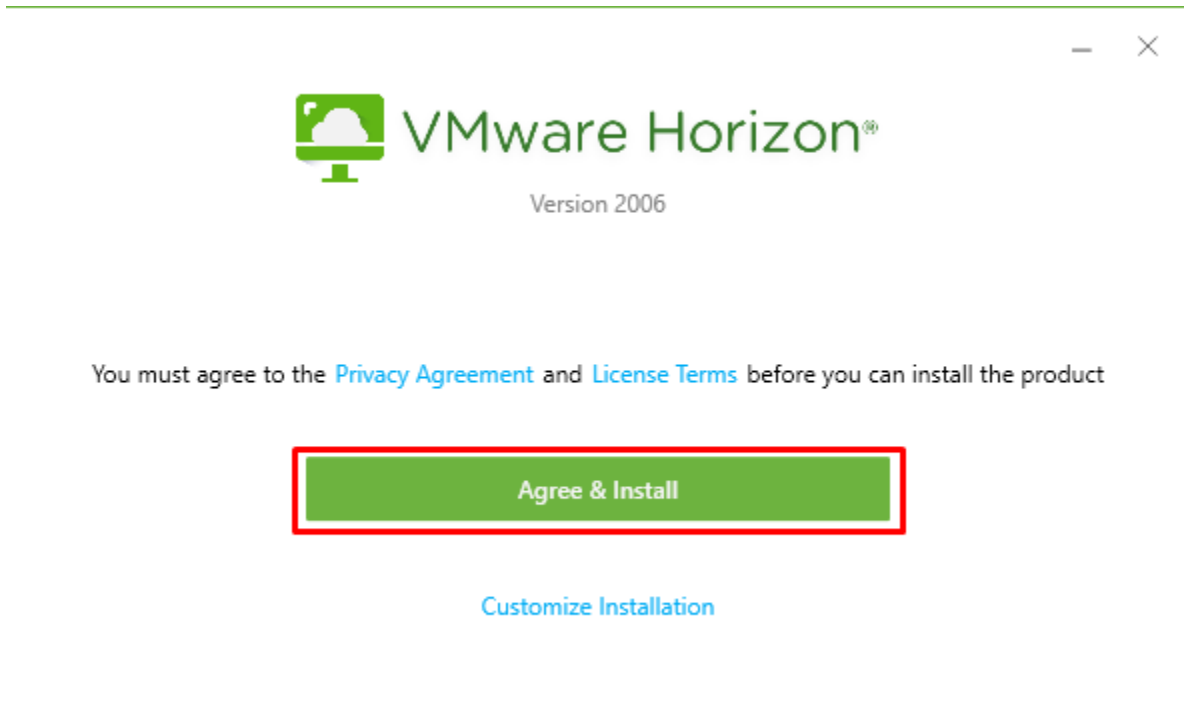 VMware Horizon®
Version 2006
You must agree to the Privacy Agreement and License Terms before you can install the product
Agree & Install
Customize Installation